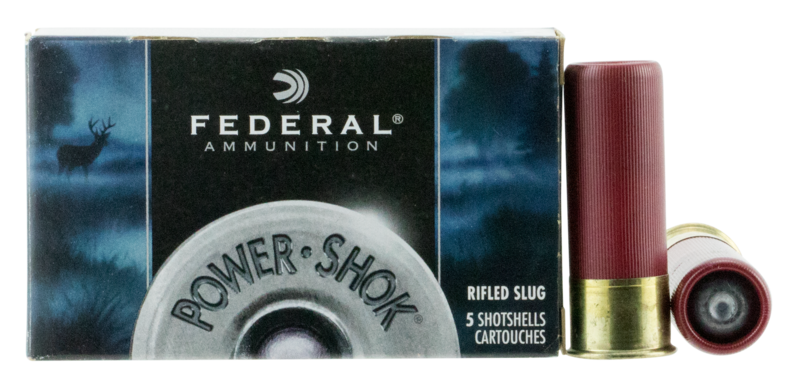 FEDERAL®
AMMUNITION
POWER·SHOK®
RIFLED SLUG
5 SHOTSHELLS
CARTOUCHES